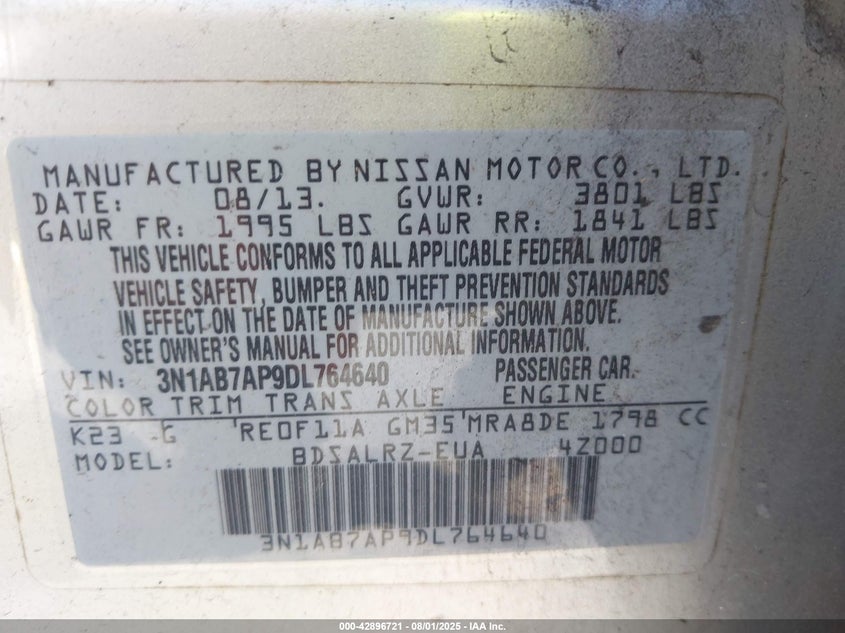 MANUFACTURED BY NISSAN MOTOR CO., LTD.
DATE: 08/13. GVWR: 3801 LBS
GAWR FR: 1995 LBS GAWR RR: 1841 LBS
THIS VEHICLE CONFORMS TO ALL APPLICABLE FEDERAL MOTOR
VEHICLE SAFETY, BUMPER AND THEFT PREVENTION STANDARDS
IN EFFECT ON THE DATE OF MANUFACTURE SHOWN ABOVE.
SEE OWNER'S MANUAL FOR ADDITIONAL INFORMATION.
VIN: 3N1AB7AP9DL764640 PASSENGER CAR.
COLOR TRIM TRANS AXLE ENGINE
K23 G 'RE0F11A GM35'MRA8DE 1798 CC
MODEL: BDSALRZ-EUA 4Z000
3N1AB7AP9DL764640
000-42896721 - 08/01/2025 - IAA Inc.